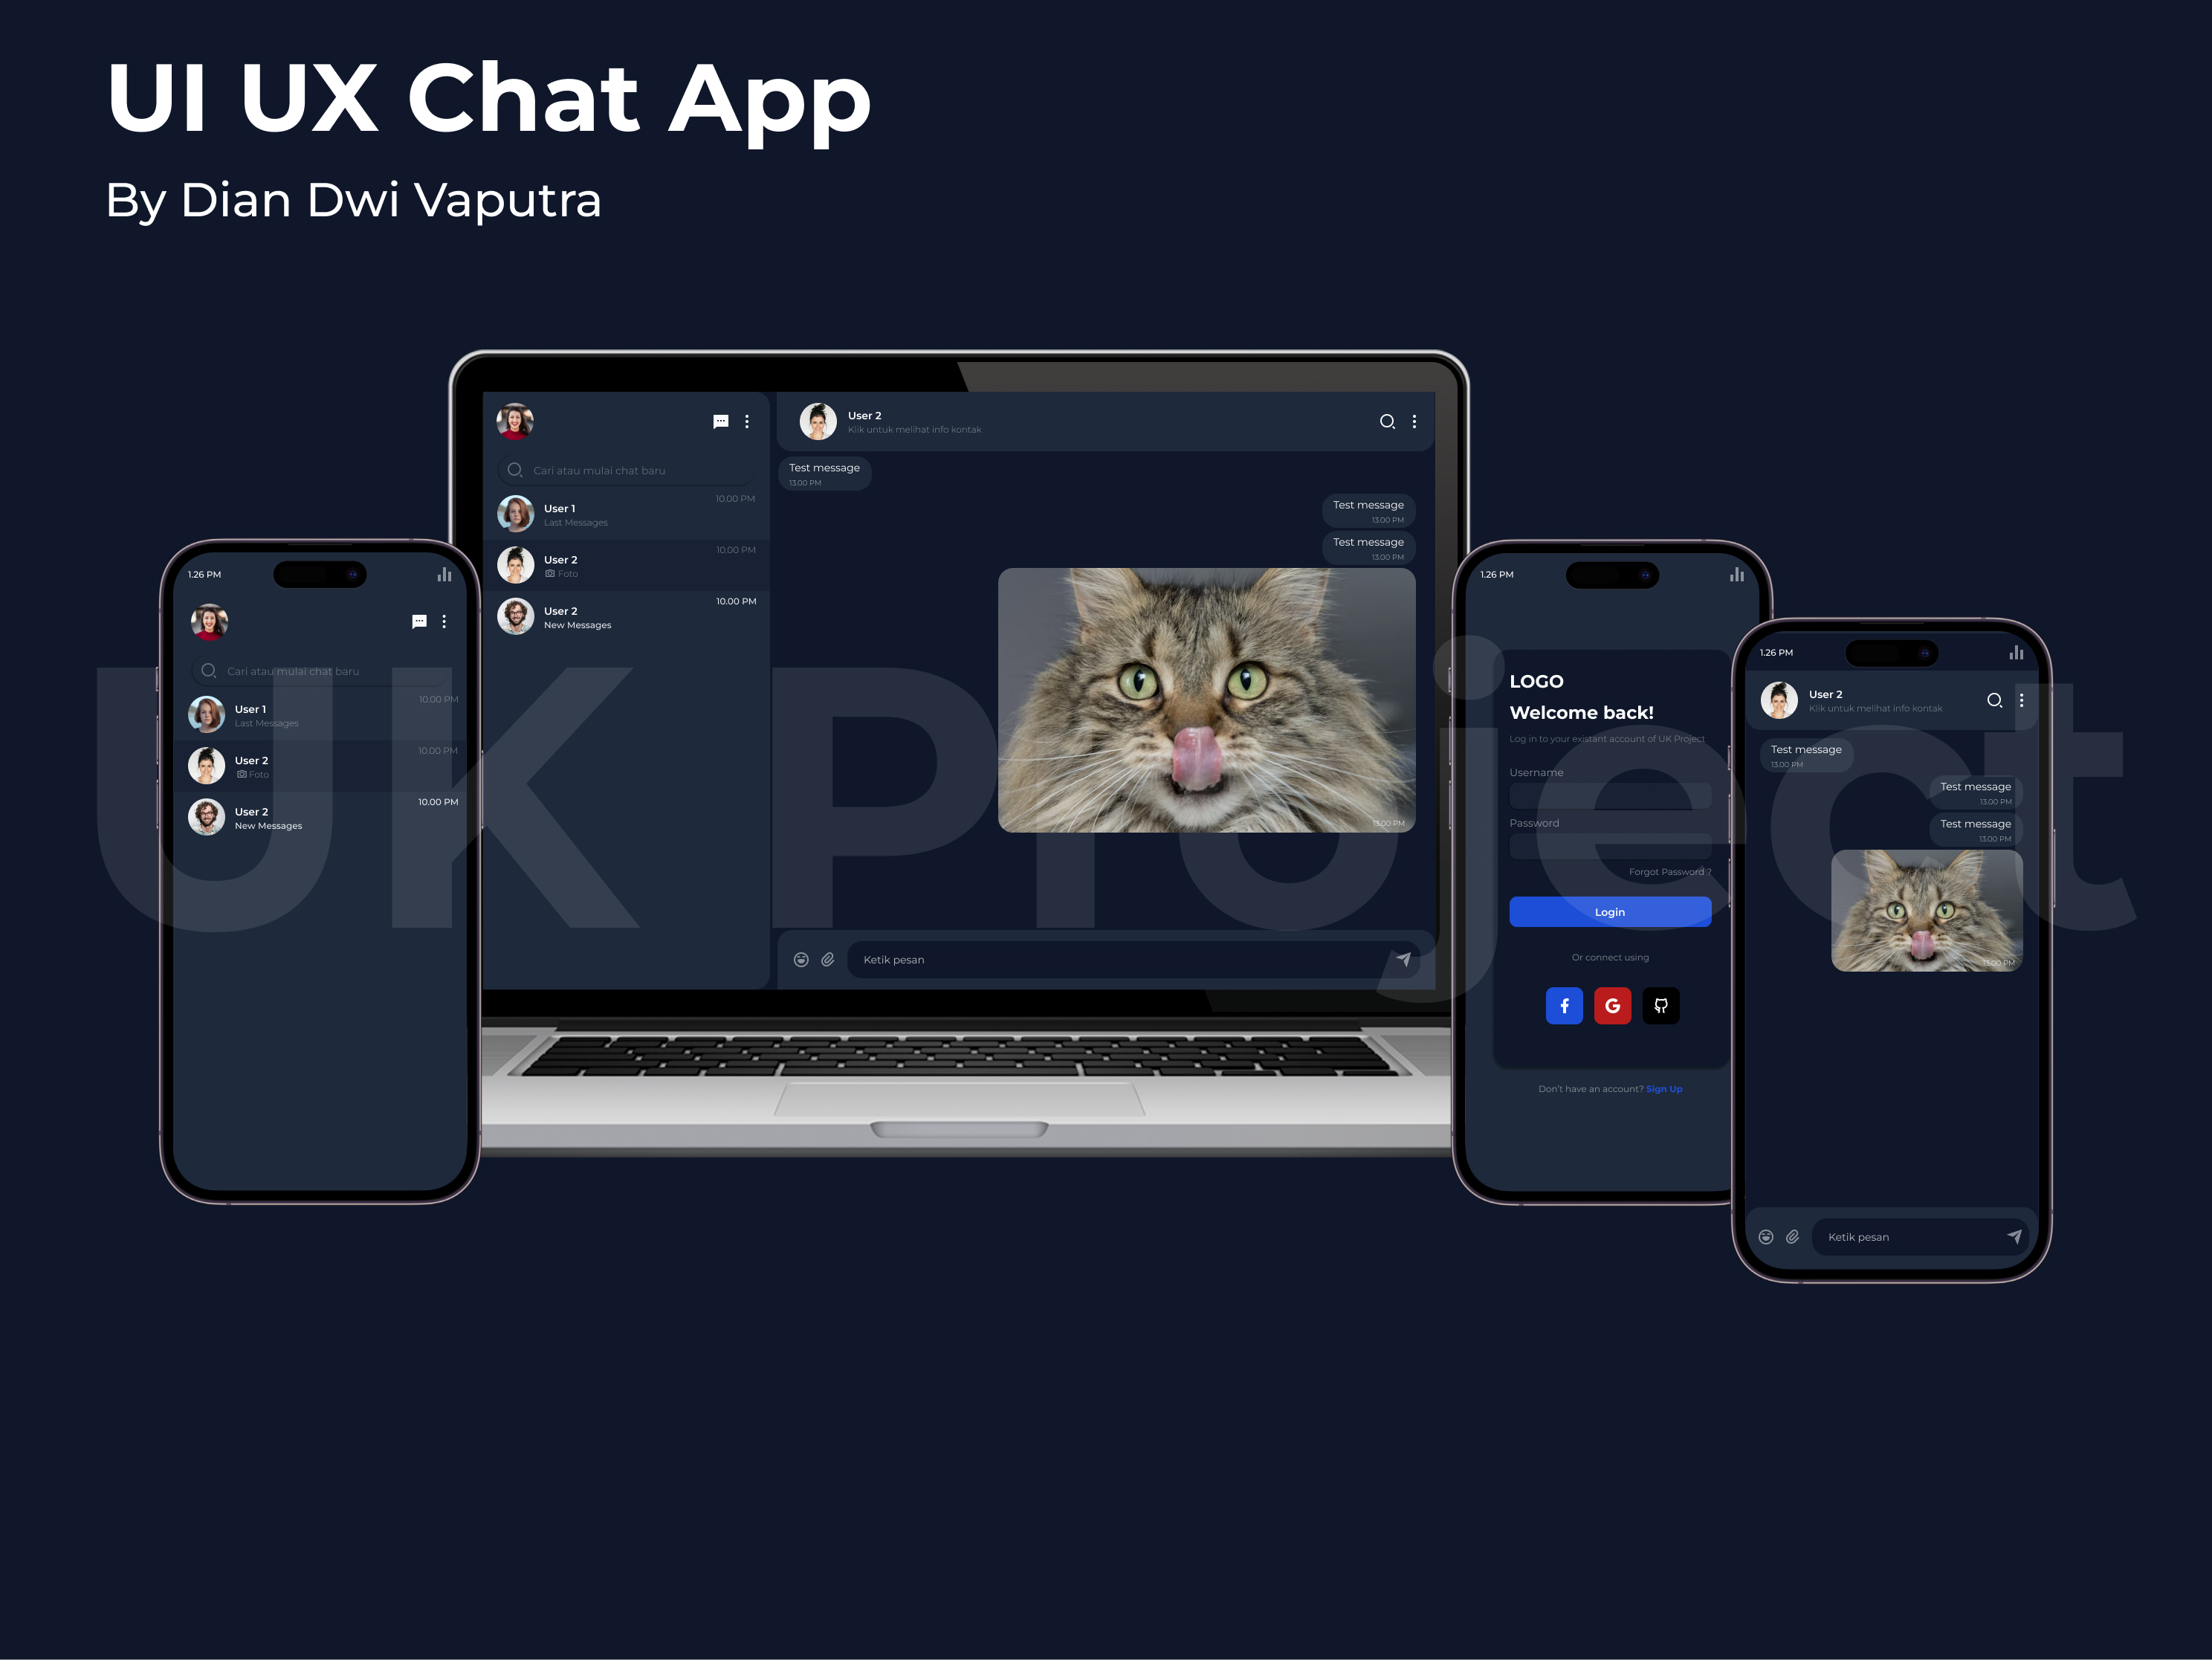 UI UX Chat App
By Dian Dwi Vaputra
User 2
Klik untuk melihat info kontak
Cari atau mulai chat baru
User 1
Last Messages
10.00 PM
User 2
Foto
10.00 PM
User 2
New Messages
10.00 PM
Test message
13.00 PM
Test message
13.00 PM
Test message
13.00 PM
13.00 PM
Ketik pesan
1.26 PM
Cari atau mulai chat baru
User 1
Last Messages
10.00 PM
User 2
Foto
10.00 PM
User 2
New Messages
10.00 PM
1.26 PM
LOGO
Welcome back!
Log in to your existant account of UK Project
Username
Password
Forgot Password ?
Login
Or connect using
Don't have an account? Sign Up
1.26 PM
User 2
Klik untuk melihat info kontak
Test message
13.00 PM
Test message
13.00 PM
Test message
13.00 PM
13.00 PM
Ketik pesan
UK Project